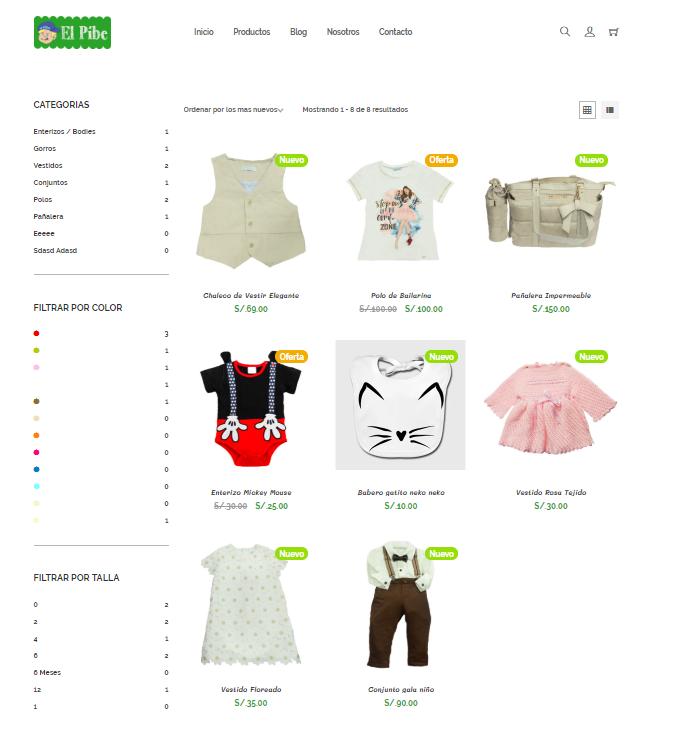 El Pibe
Inicio Productos Blog Nosotros Contacto
CATEGORIAS
Enterizos / Bodies 1
Gorros 1
Vestidos 2
Conjuntos 1
Polos 2
Pañalera 1
Eeeee 0
Sdasd Adasd 0
FILTRAR POR COLOR
3
1
1
1
1
0
0
0
0
0
0
1
FILTRAR POR TALLA
0 2
2 2
4 1
6 2
6 Meses 0
12 1
1 0
Ordenar por los mas nuevos
Mostrando 1 - 8 de 8 resultados
Nuevo
Chaleco de Vestir Elegante
S/.69.00
Oferta
ZONE
Polo de Bailarina
S/.100.00 S/.100.00
Nuevo
Pañalera Impermeable
S/.150.00
Oferta
Enterizo Mickey Mouse
S/.30.00 S/.25.00
Nuevo
Babero gatito neko neko
S/.10.00
Nuevo
Vestido Rosa Tejido
S/.30.00
Nuevo
Vestido Floreado
S/.35.00
Nuevo
Conjunto gala niño
S/.90.00